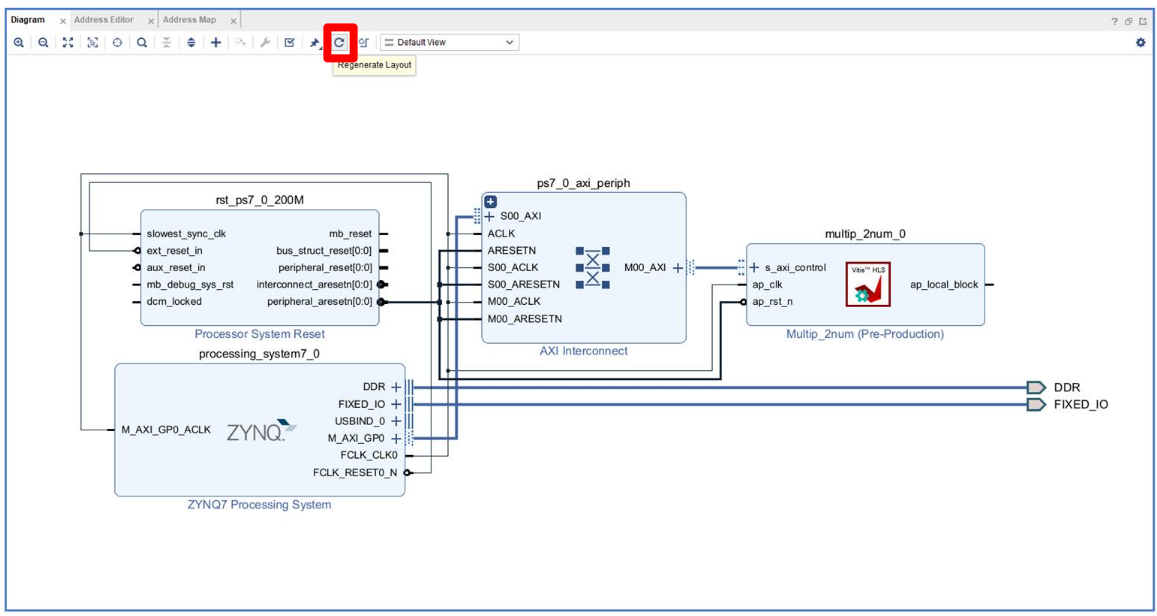 Diagram × Address Editor × Address Map ×
Default View
Regenerate Layout
rst_ps7_0_200M
slowest_sync_clk
ext_reset_in
aux_reset_in
mb_debug_sys_rst
dcm_locked
mb_reset
bus_struct_reset[0:0]
peripheral_reset[0:0]
interconnect_aresetn[0:0]
peripheral_aresetn[0:0]
Processor System Reset
processing_system7_0
M_AXI_GP0_ACLK
ZYNQ
DDR
FIXED_IO
USBIND_0
M_AXI_GP0
FCLK_CLK0
FCLK_RESET0_N
ZYNQ7 Processing System
ps7_0_axi_periph
S00_AXI
ACLK
ARESETN
S00_ACLK
S00_ARESETN
M00_ACLK
M00_ARESETN
M00_AXI
AXI Interconnect
multip_2num_0
s_axi_control
ap_clk
ap_rst_n
Vitis™ HLS
ap_local_block
Multip_2num (Pre-Production)
DDR
FIXED_IO